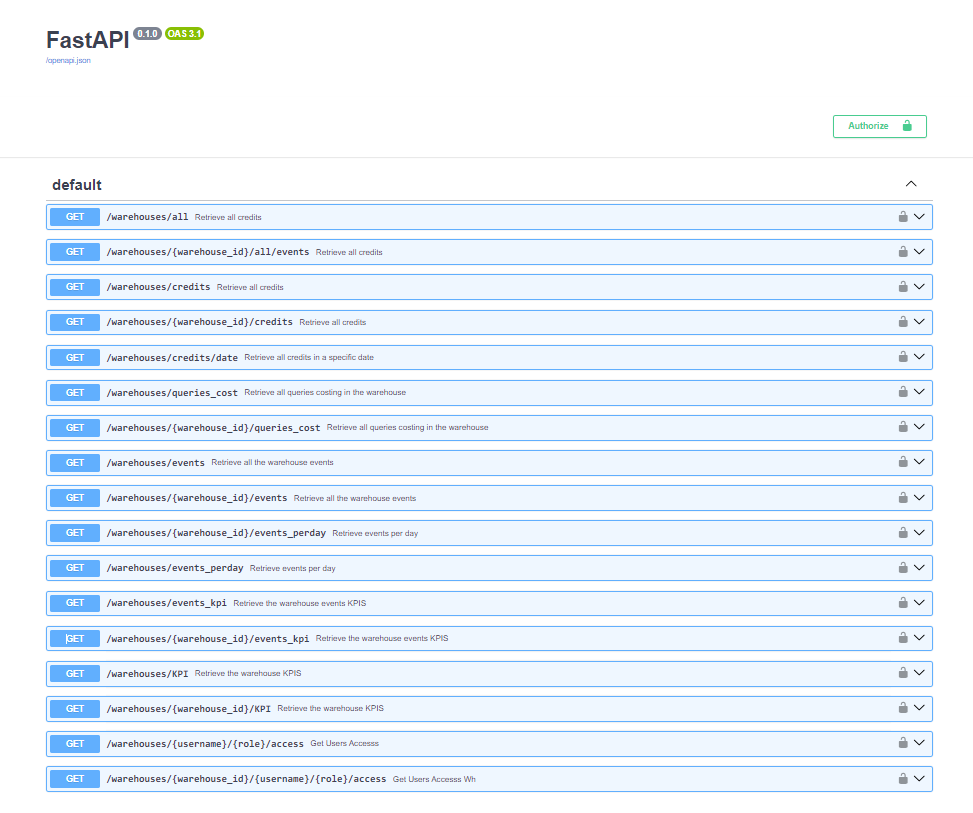 FastAPI 0.1.0 OAS 3.1
/openapi.json
Authorize
default
GET /warehouses/all Retrieve all credits
GET /warehouses/{warehouse_id}/all/events Retrieve all credits
GET /warehouses/credits Retrieve all credits
GET /warehouses/{warehouse_id}/credits Retrieve all credits
GET /warehouses/credits/date Retrieve all credits in a specific date
GET /warehouses/queries_cost Retrieve all queries costing in the warehouse
GET /warehouses/{warehouse_id}/queries_cost Retrieve all queries costing in the warehouse
GET /warehouses/events Retrieve all the warehouse events
GET /warehouses/{warehouse_id}/events Retrieve all the warehouse events
GET /warehouses/{warehouse_id}/events_perday Retrieve events per day
GET /warehouses/events_perday Retrieve events per day
GET /warehouses/events_kpi Retrieve the warehouse events KPIS
GET /warehouses/{warehouse_id}/events_kpi Retrieve the warehouse events KPIS
GET /warehouses/KPI Retrieve the warehouse KPIS
GET /warehouses/{warehouse_id}/KPI Retrieve the warehouse KPIS
GET /warehouses/{username}/{role}/access Get Users Accesss
GET /warehouses/{warehouse_id}/{username}/{role}/access Get Users Accesss Wh